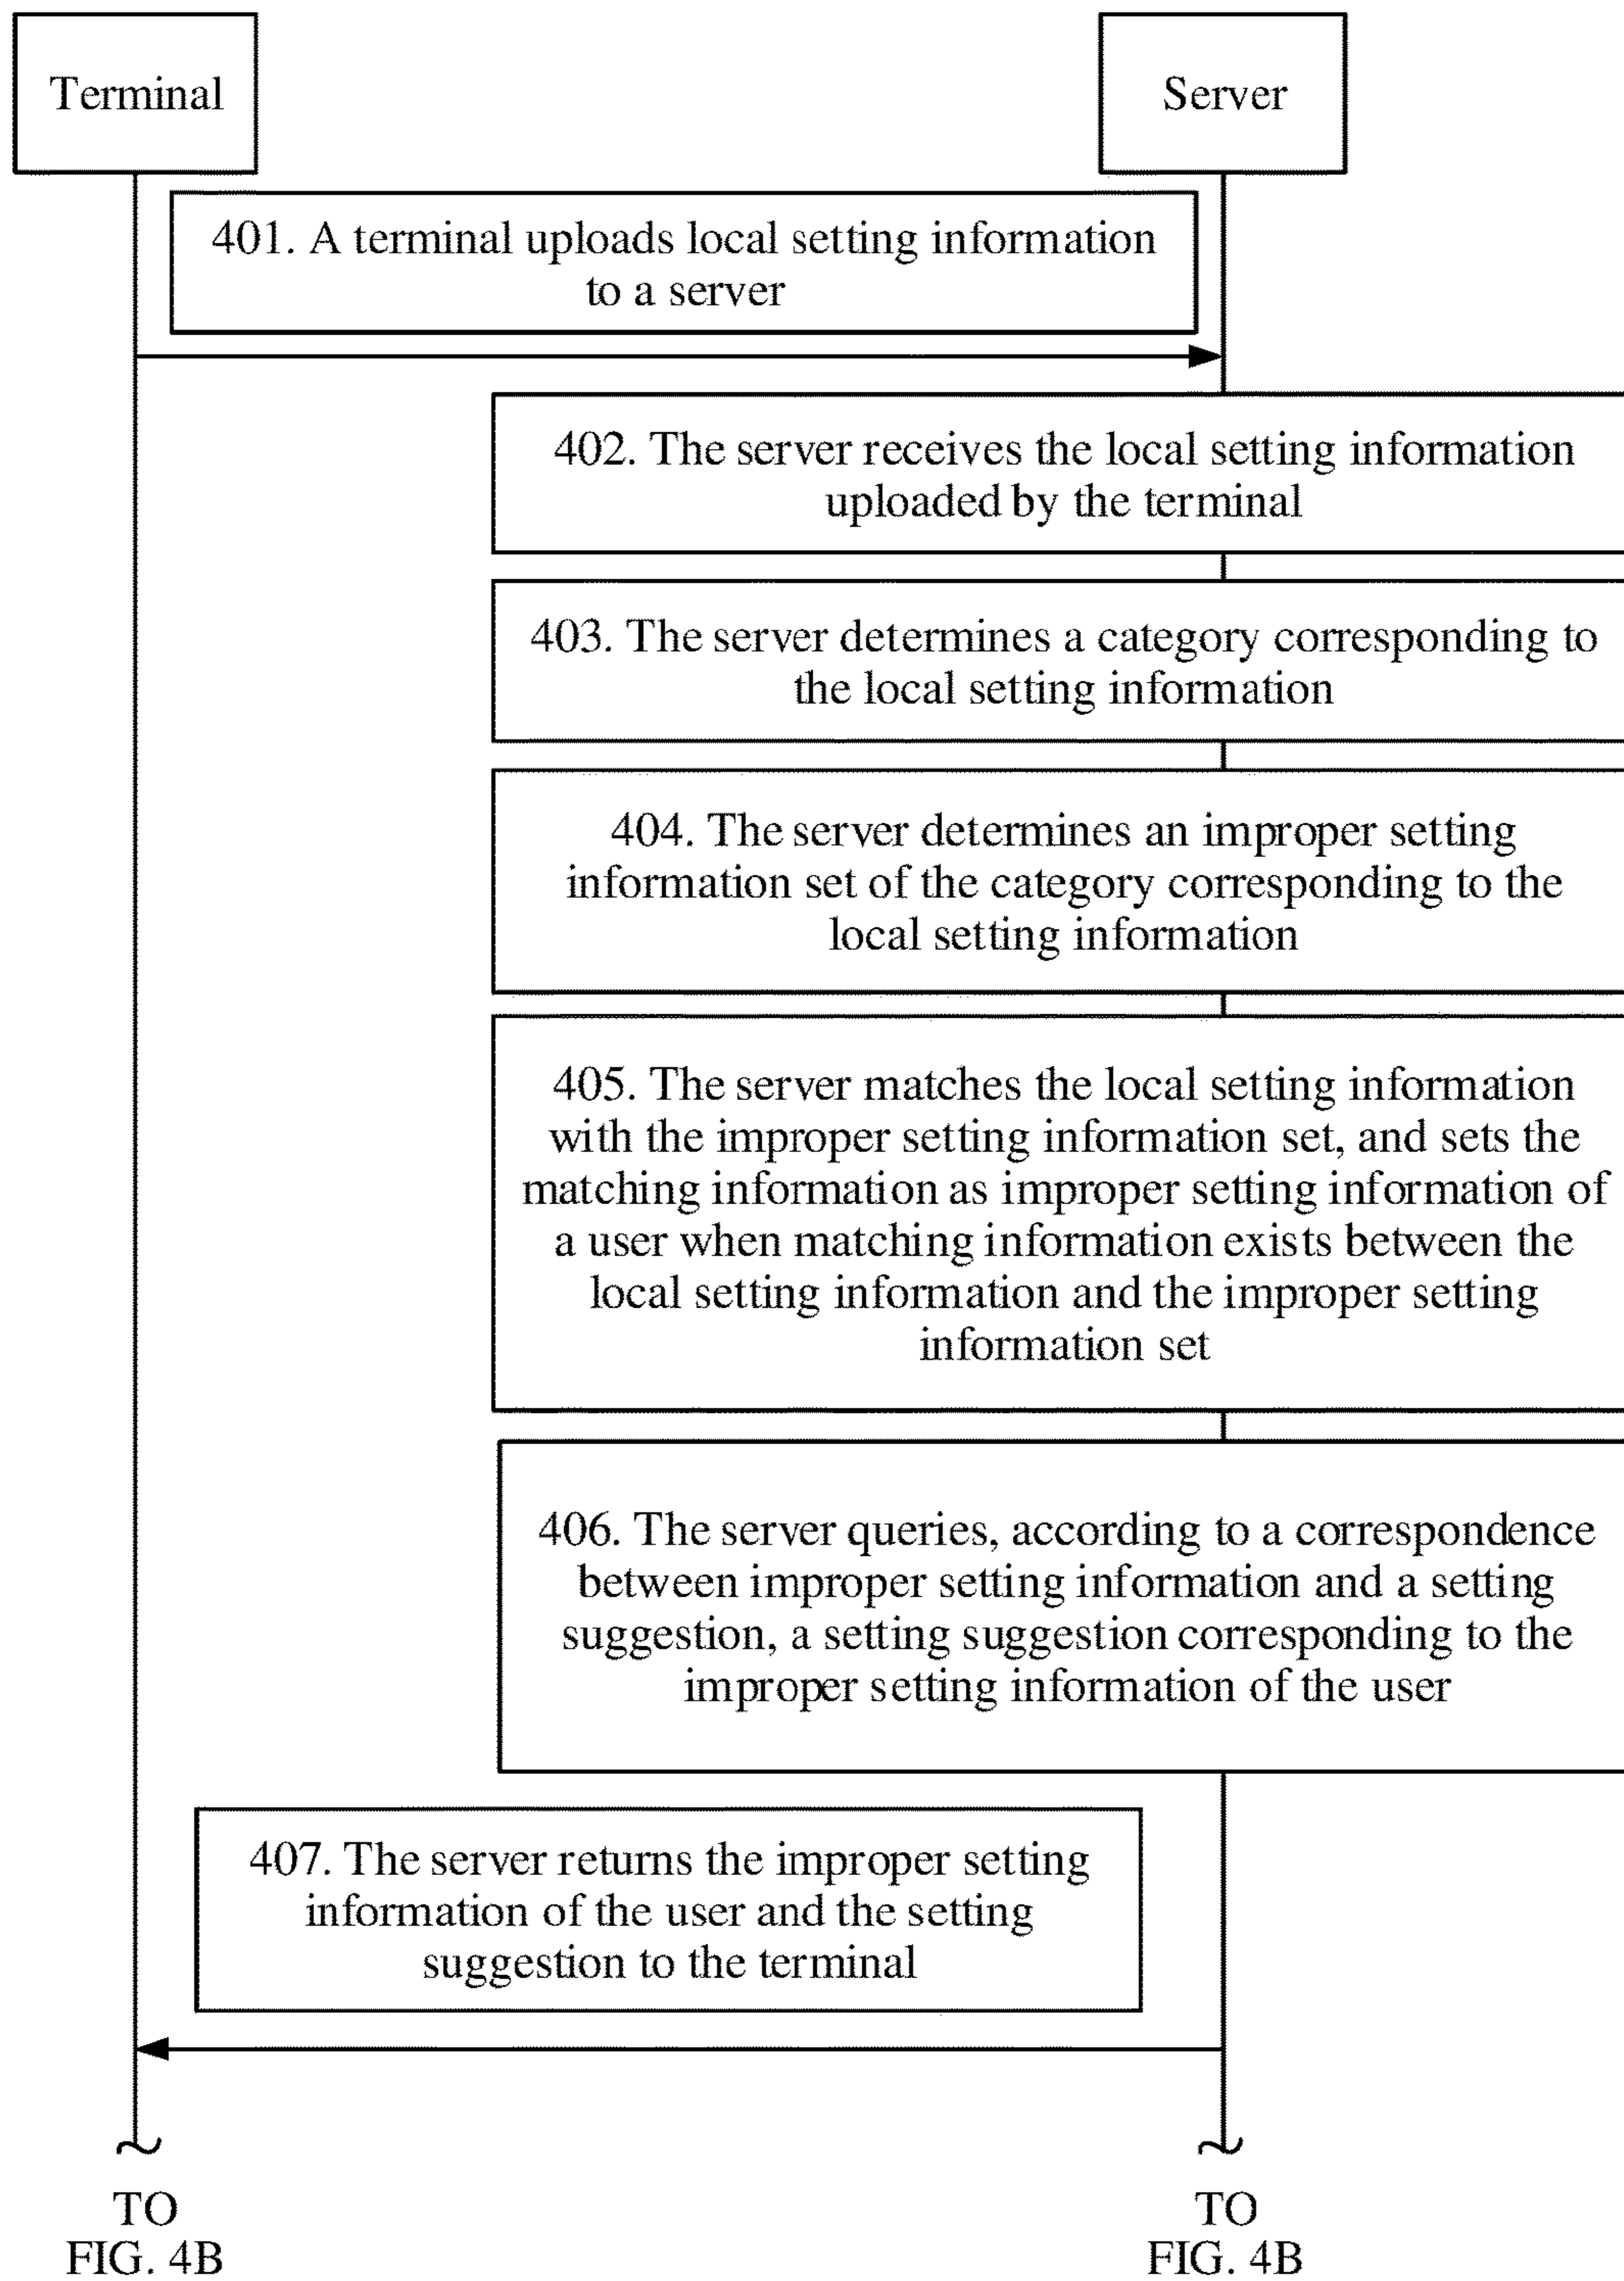 Terminal
Server
401. A terminal uploads local setting information
to a server
402. The server receives the local setting information
uploaded by the terminal
403. The server determines a category corresponding to
the local setting information
404. The server determines an improper setting
information set of the category corresponding to the
local setting information
405. The server matches the local setting information
with the improper setting information set, and sets the
matching information as improper setting information of
a user when matching information exists between the
local setting information and the improper setting
information set
406. The server queries, according to a correspondence
between improper setting information and a setting
suggestion, a setting suggestion corresponding to the
improper setting information of the user
407. The server returns the improper setting
information of the user and the setting
suggestion to the terminal
TO
FIG. 4B
TO
FIG. 4B